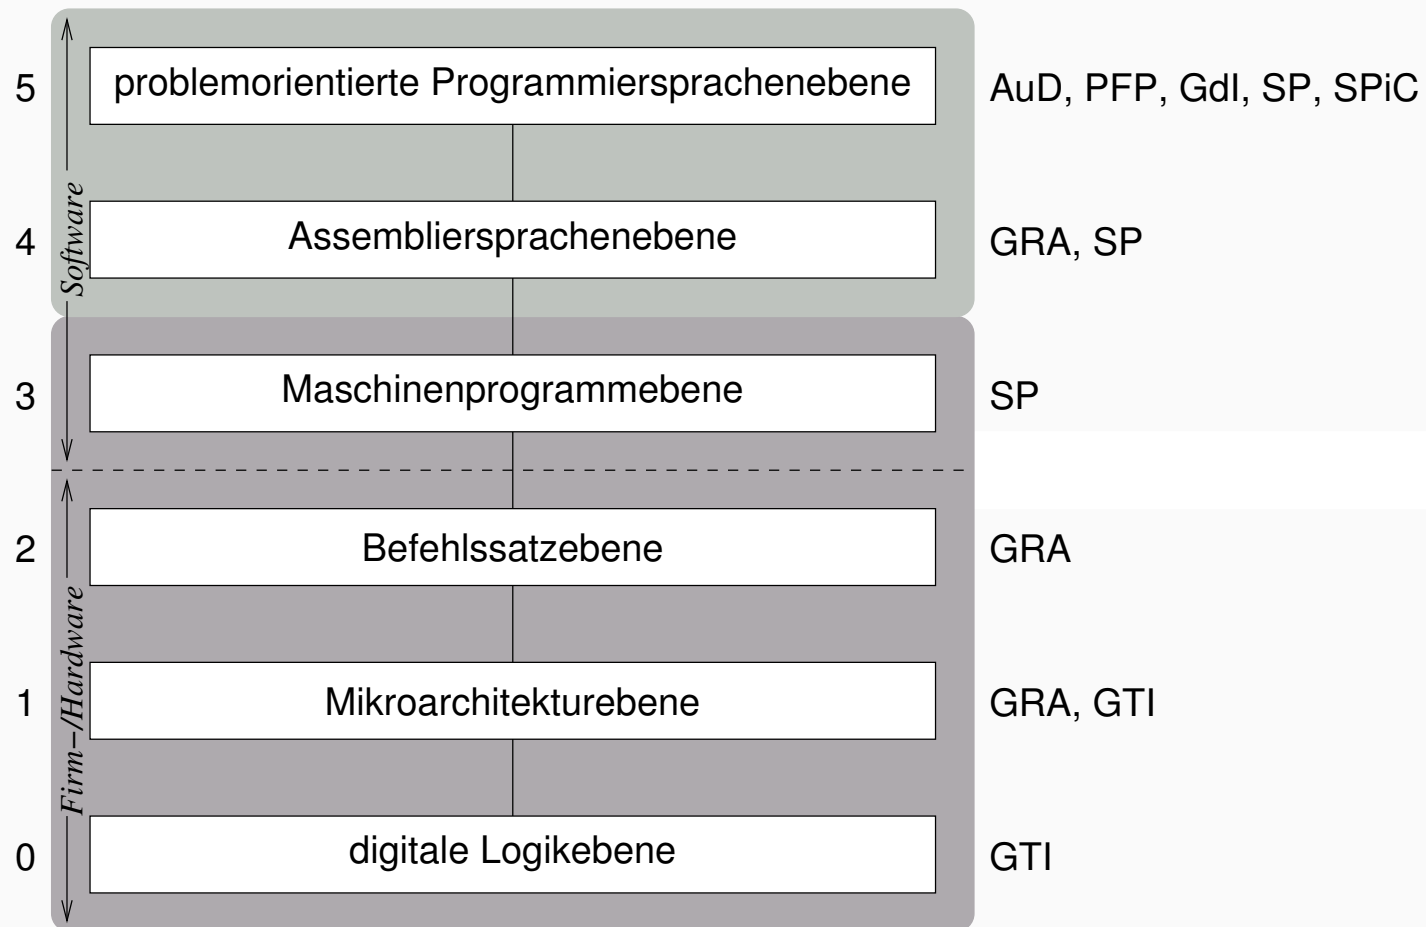 5 problemorientierte Programmiersprachenebene AuD, PFP, GdI, SP, SPiC
4 Assembliersprachenebene GRA, SP
Software
3 Maschinenprogrammebene SP
2 Befehlssatzebene GRA
Firm-/Hardware
1 Mikroarchitekturebene GRA, GTI
0 digitale Logikebene GTI